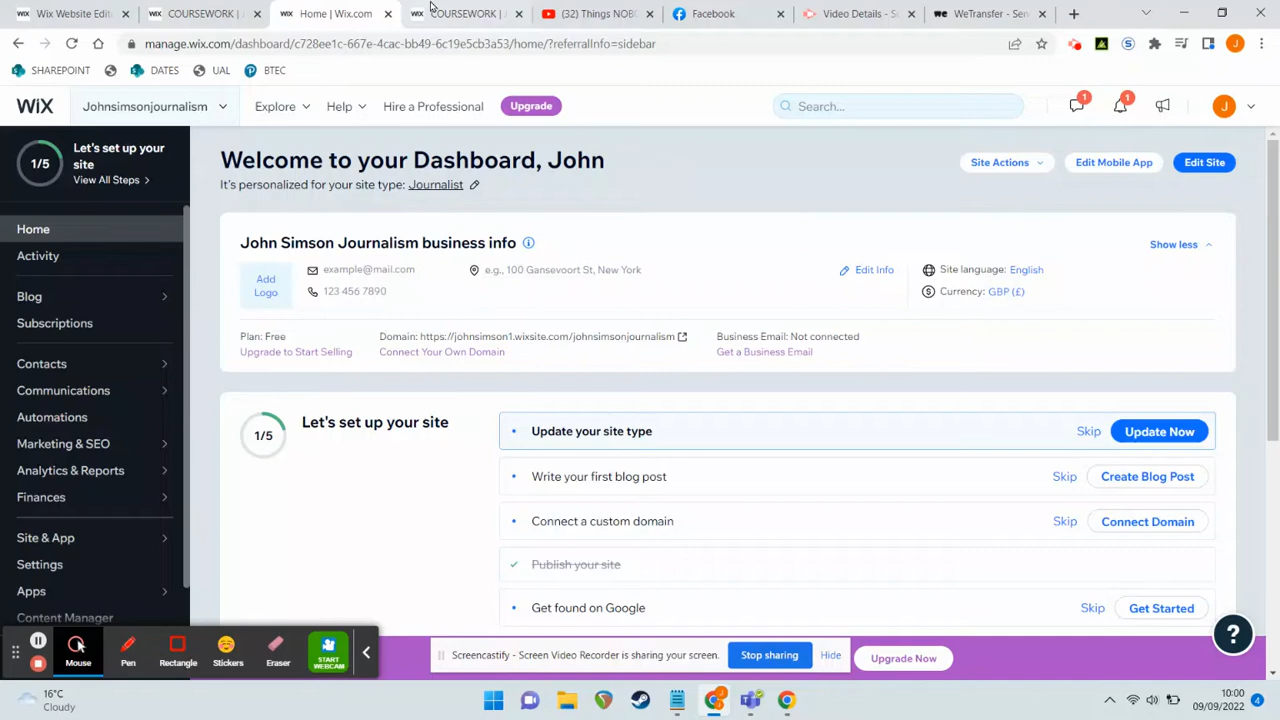 Wix Website Edit
COURSEWORK | J
Home | Wix.com
COURSEWORK | J
(32) Things NOBO
Facebook
Video Details - Sc
WeTransfer - Sen
manage.wix.com/dashboard/c728ee1c-667e-4cae-bb49-6c19e5cb3a53/home/?referralInfo=sidebar
SHAREPOINT
DATES
UAL
BTEC
WiX
Johnsimsonjournalism
Explore
Help
Hire a Professional
Upgrade
Search...
1
1
J
1/5
Let's set up your site
View All Steps
Home
Activity
Blog
Subscriptions
Contacts
Communications
Automations
Marketing & SEO
Analytics & Reports
Finances
Site & App
Settings
Apps
Content Manager
Welcome to your Dashboard, John
It's personalized for your site type: Journalist
Site Actions
Edit Mobile App
Edit Site
John Simson Journalism business info
Show less
Add Logo
example@mail.com
123 456 7890
e.g., 100 Gansevoort St, New York
Edit Info
Site language: English
Currency: GBP (£)
Plan: Free
Upgrade to Start Selling
Domain: https://johnsimson1.wixsite.com/johnsimsonjournalism
Connect Your Own Domain
Business Email: Not connected
Get a Business Email
1/5
Let's set up your site
Update your site type
Skip
Update Now
Write your first blog post
Skip
Create Blog Post
Connect a custom domain
Skip
Connect Domain
Publish your site
Get found on Google
Skip
Get Started
Mouse
Pen
Rectangle
Stickers
Eraser
START WEBCAM
Screencastify - Screen Video Recorder is sharing your screen.
Stop sharing
Hide
Upgrade Now
?
16°C
Cloudy
10:00
09/09/2022
4